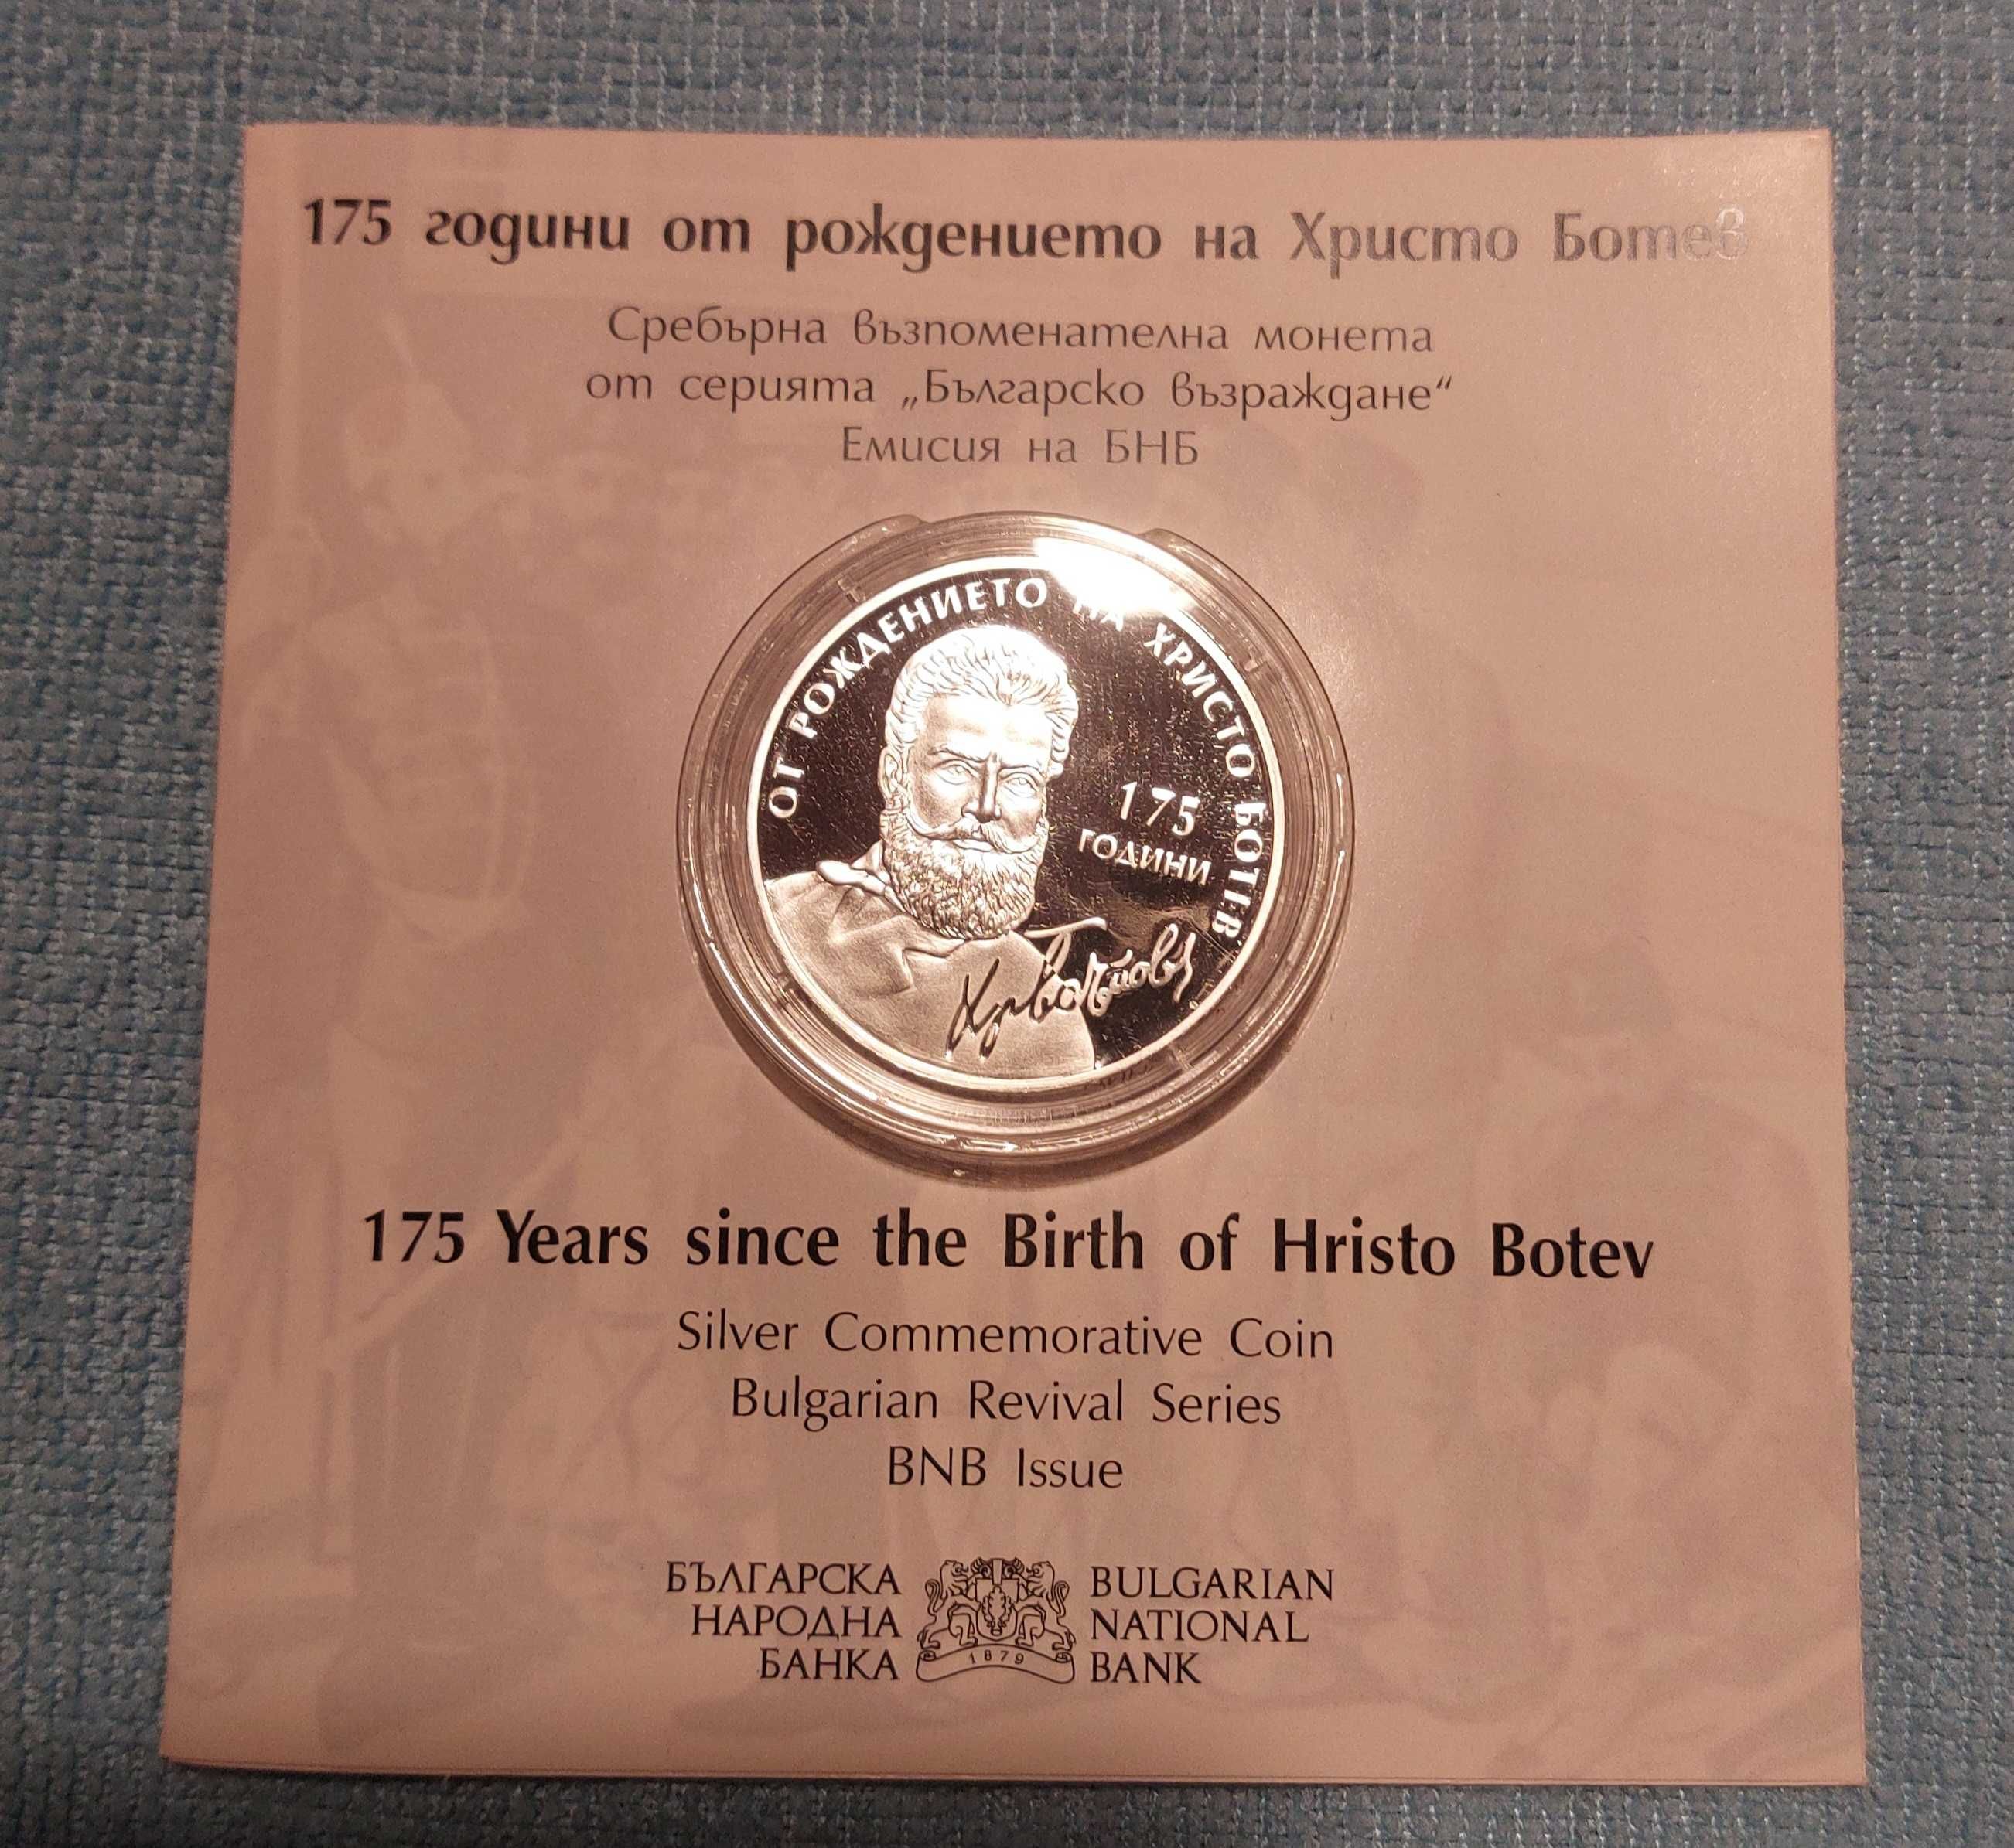 175 години от рождението на Христо Ботев
Сребърна възпоменателна монета
от серията „Българско възраждане“
Емисия на БНБ
ОТ РОЖДЕНИЕТО НА ХРИСТО БОТЕВ
175
ГОДИНИ
175 Years since the Birth of Hristo Botev
Silver Commemorative Coin
Bulgarian Revival Series
BNB Issue
БЪЛГАРСКА
НАРОДНА
БАНКА
1879
BULGARIAN
NATIONAL
BANK